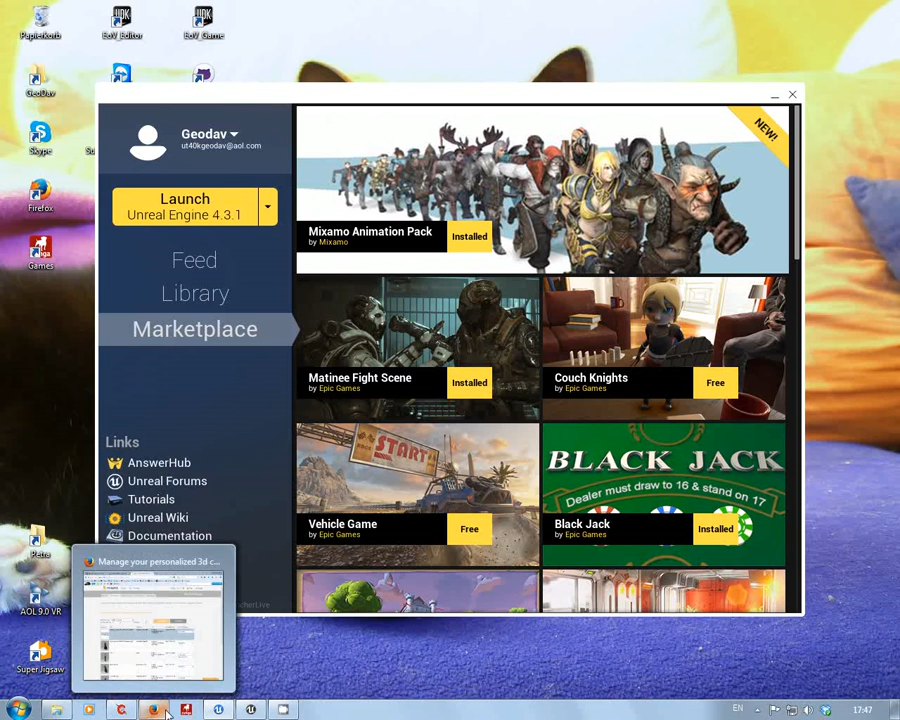 Papierkorb
EoV_Editor
EoV_Game
GeoDav
Skype
Su
Firefox
Games
Petra
AOL 9.0 VR
SuperJigsaw
Geodav
ut40kgeodav@aol.com
Launch
Unreal Engine 4.3.1
Feed
Library
Marketplace
Links
AnswerHub
Unreal Forums
Tutorials
Unreal Wiki
Documentation
NEW!
Mixamo Animation Pack
by Mixamo
Installed
Matinee Fight Scene
by Epic Games
Installed
Couch Knights
by Epic Games
Free
START
Vehicle Game
by Epic Games
Free
BLACK JACK
Dealer must draw to 16 & stand on 17
Black Jack
by Epic Games
Installed
Manage your personalized 3d c...
EN
17:47